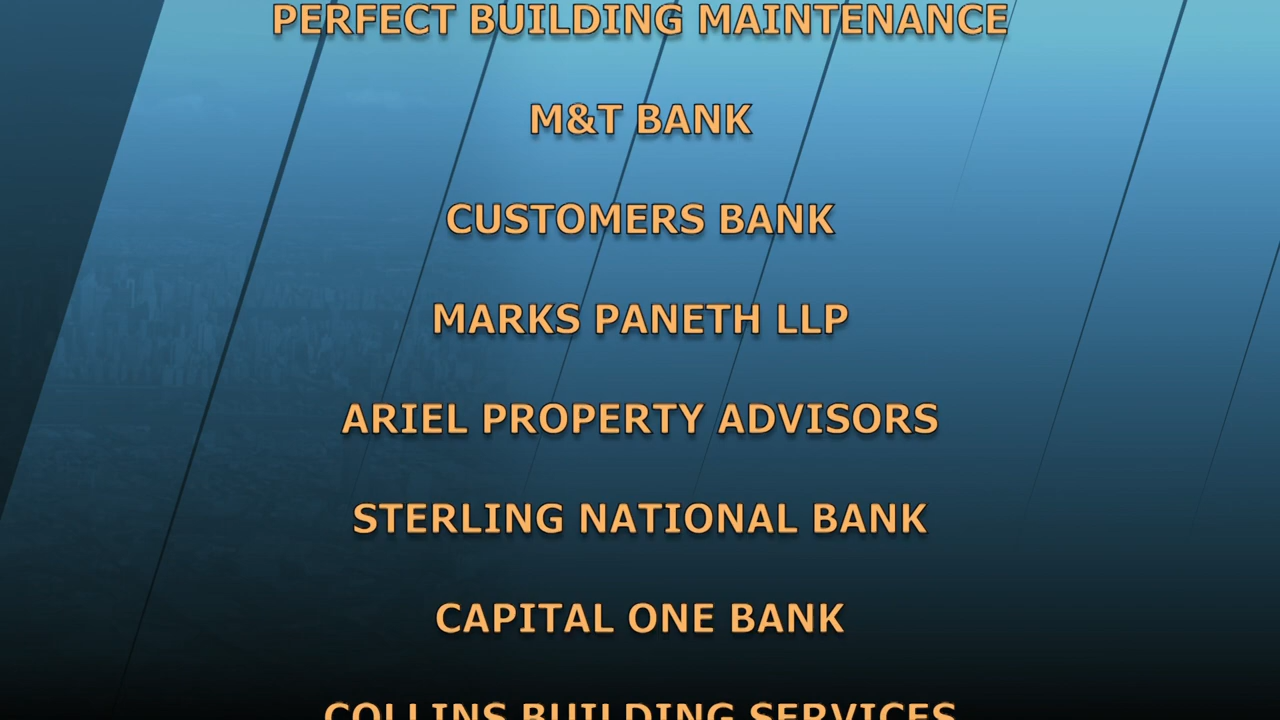 PERFECT BUILDING MAINTENANCE
M&T BANK
CUSTOMERS BANK
MARKS PANETH LLP
ARIEL PROPERTY ADVISORS
STERLING NATIONAL BANK
CAPITAL ONE BANK
COLLINS BUILDING SERVICES